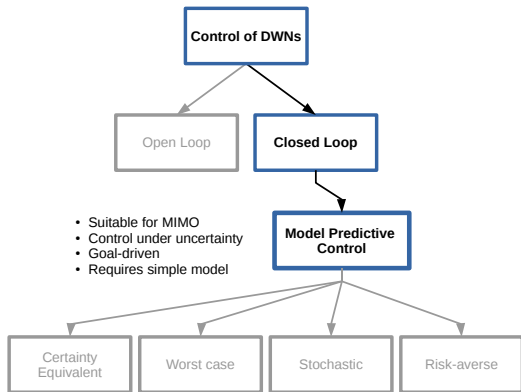 Control of DWNs
Open Loop
Closed Loop
• Suitable for MIMO
• Control under uncertainty
• Goal-driven
• Requires simple model
Model Predictive
Control
Certainty
Equivalent
Worst case
Stochastic
Risk-averse